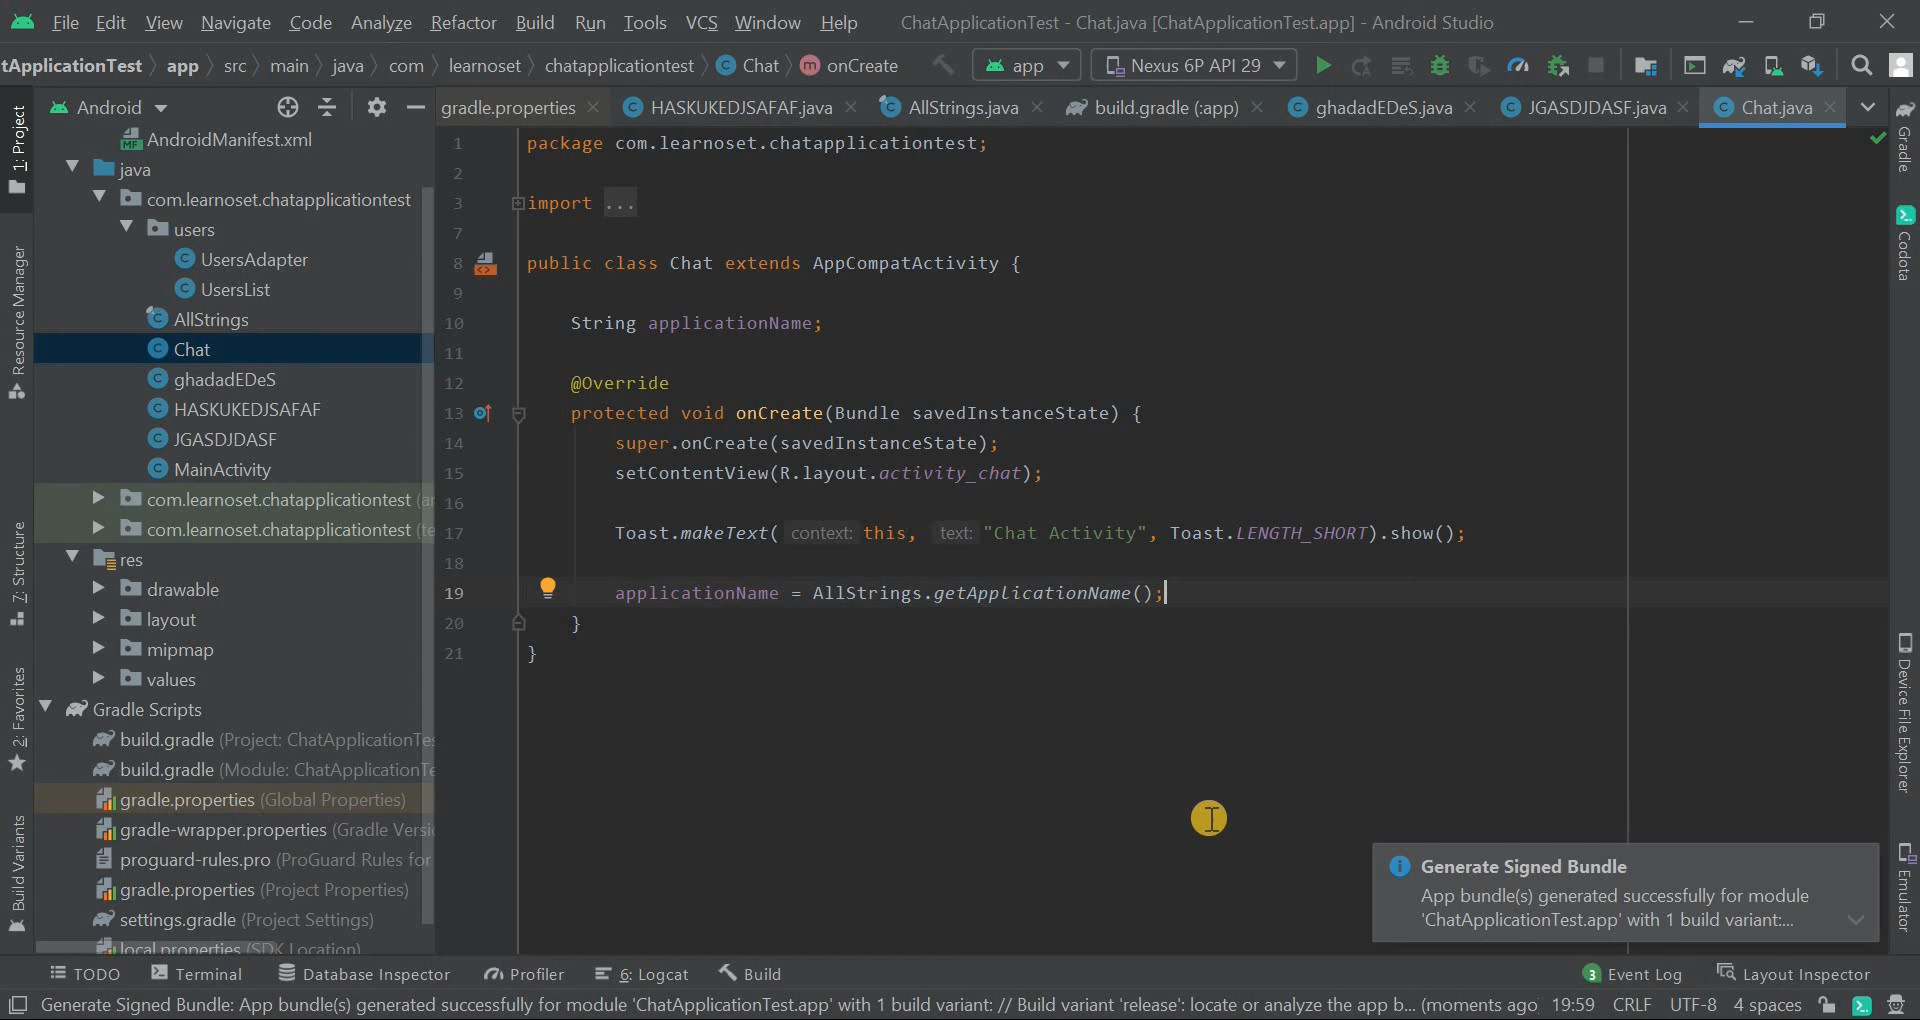 File Edit View Navigate Code Analyze Refactor Build Run Tools VCS Window Help ChatApplicationTest - Chat.java [ChatApplicationTest.app] - Android Studio
tApplicationTest app src main java com learnoset chatapplicationtest Chat onCreate app Nexus 6P API 29
Android
gradle.properties HASKUKEDJSAFAF.java AllStrings.java build.gradle (:app) ghadadEDeS.java JGASDJDASF.java Chat.java
1: Project
Resource Manager
7: Structure
2: Favorites
Build Variants
AndroidManifest.xml
java
com.learnoset.chatapplicationtest
users
UsersAdapter
UsersList
AllStrings
Chat
ghadadEDeS
HASKUKEDJSAFAF
JGASDJDASF
MainActivity
com.learnoset.chatapplicationtest (
com.learnoset.chatapplicationtest (te
res
drawable
layout
mipmap
values
Gradle Scripts
build.gradle (Project: ChatApplicationTe
build.gradle (Module: ChatApplicationTe
gradle.properties (Global Properties)
gradle-wrapper.properties (Gradle Versi
proguard-rules.pro (ProGuard Rules for
gradle.properties (Project Properties)
settings.gradle (Project Settings)
local.properties (SDK Location)
1 package com.learnoset.chatapplicationtest;
2
3 import ...
7
8 public class Chat extends AppCompatActivity {
9
10 String applicationName;
11
12 @Override
13 protected void onCreate(Bundle savedInstanceState) {
14 super.onCreate(savedInstanceState);
15 setContentView(R.layout.activity_chat);
16
17 Toast.makeText( context: this, text: "Chat Activity", Toast.LENGTH_SHORT).show();
18
19 applicationName = AllStrings.getApplicationName();
20 }
21 }
Gradle
Codota
Device File Explorer
Emulator
Generate Signed Bundle
App bundle(s) generated successfully for module
'ChatApplicationTest.app' with 1 build variant:...
TODO Terminal Database Inspector Profiler 6: Logcat Build 3 Event Log Layout Inspector
Generate Signed Bundle: App bundle(s) generated successfully for module 'ChatApplicationTest.app' with 1 build variant: // Build variant 'release': locate or analyze the app b... (moments ago 19:59 CRLF UTF-8 4 spaces